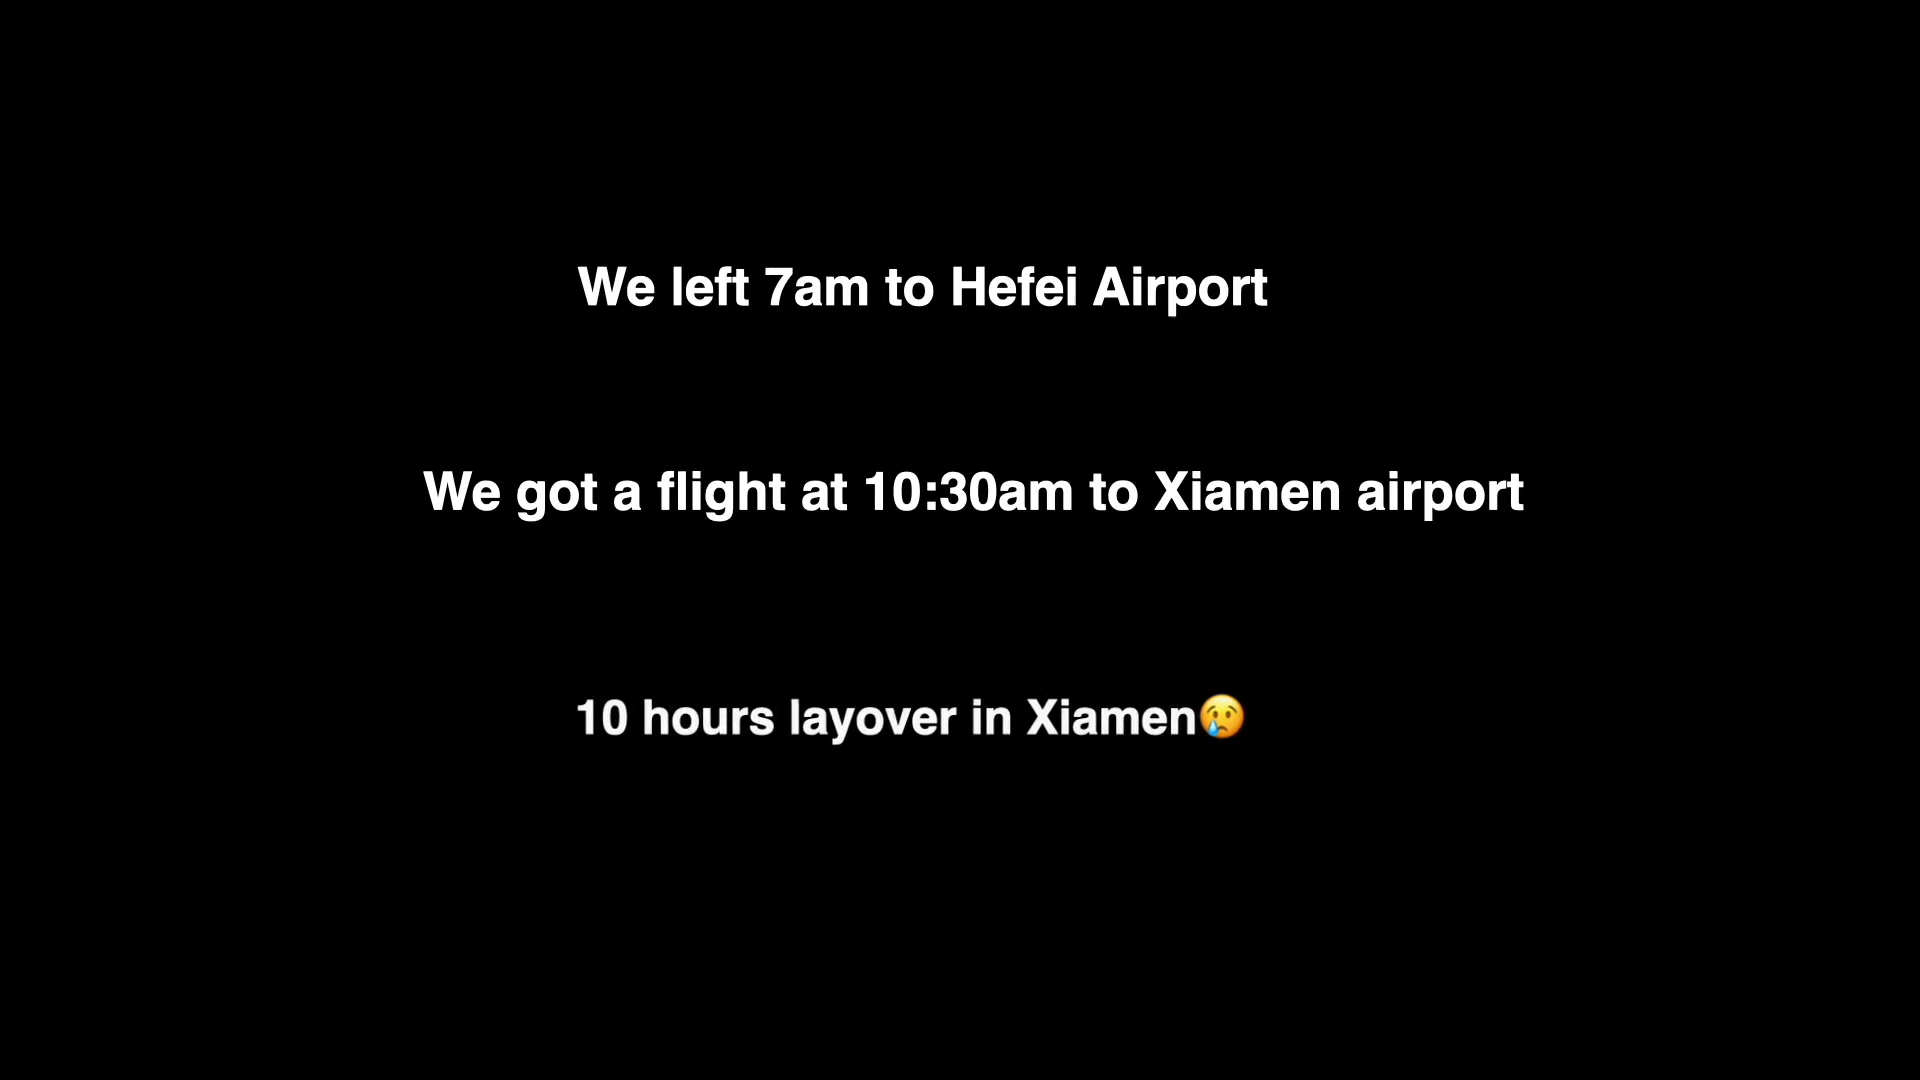 We left 7am to Hefei Airport
We got a flight at 10:30am to Xiamen airport
10 hours layover in Xiamen😢